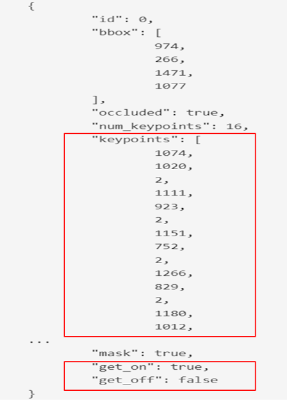 {
"id": 0,
"bbox": [
974,
266,
1471,
1077
],
"occluded": true,
"num_keypoints": 16,
"keypoints": [
1074,
1020,
2,
1111,
923,
2,
1151,
752,
2,
1266,
829,
2,
1180,
1012,
...
"mask": true,
"get_on": true,
"get_off": false
}